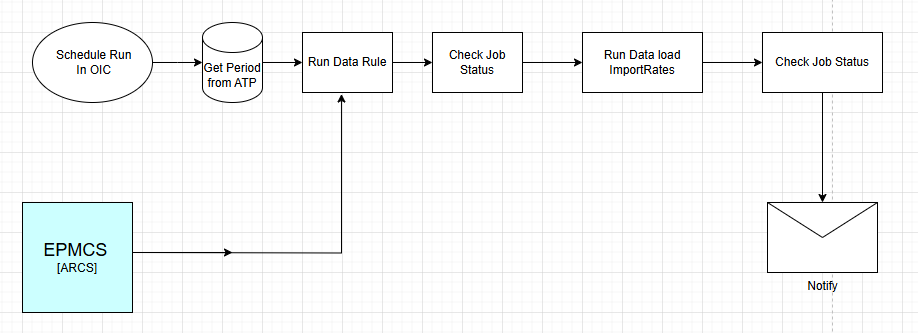 Schedule Run
In OIC
Get Period
from ATP
Run Data Rule
Check Job
Status
Run Data load
ImportRates
Check Job Status
EPMCS
[ARCS]
Notify